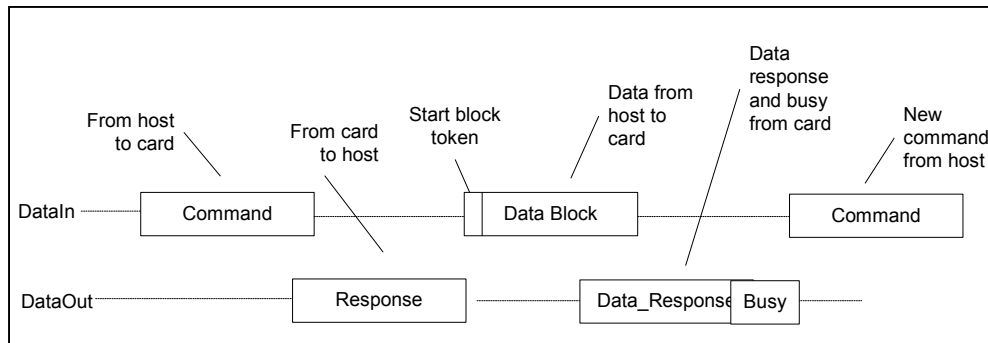 From host
to card
From card
to host
Start block
token
Data from
host to
card
Data
response
and busy
from card
New
command
from host
DataIn
Command
Data Block
Command
DataOut
Response
Data_Response
Busy